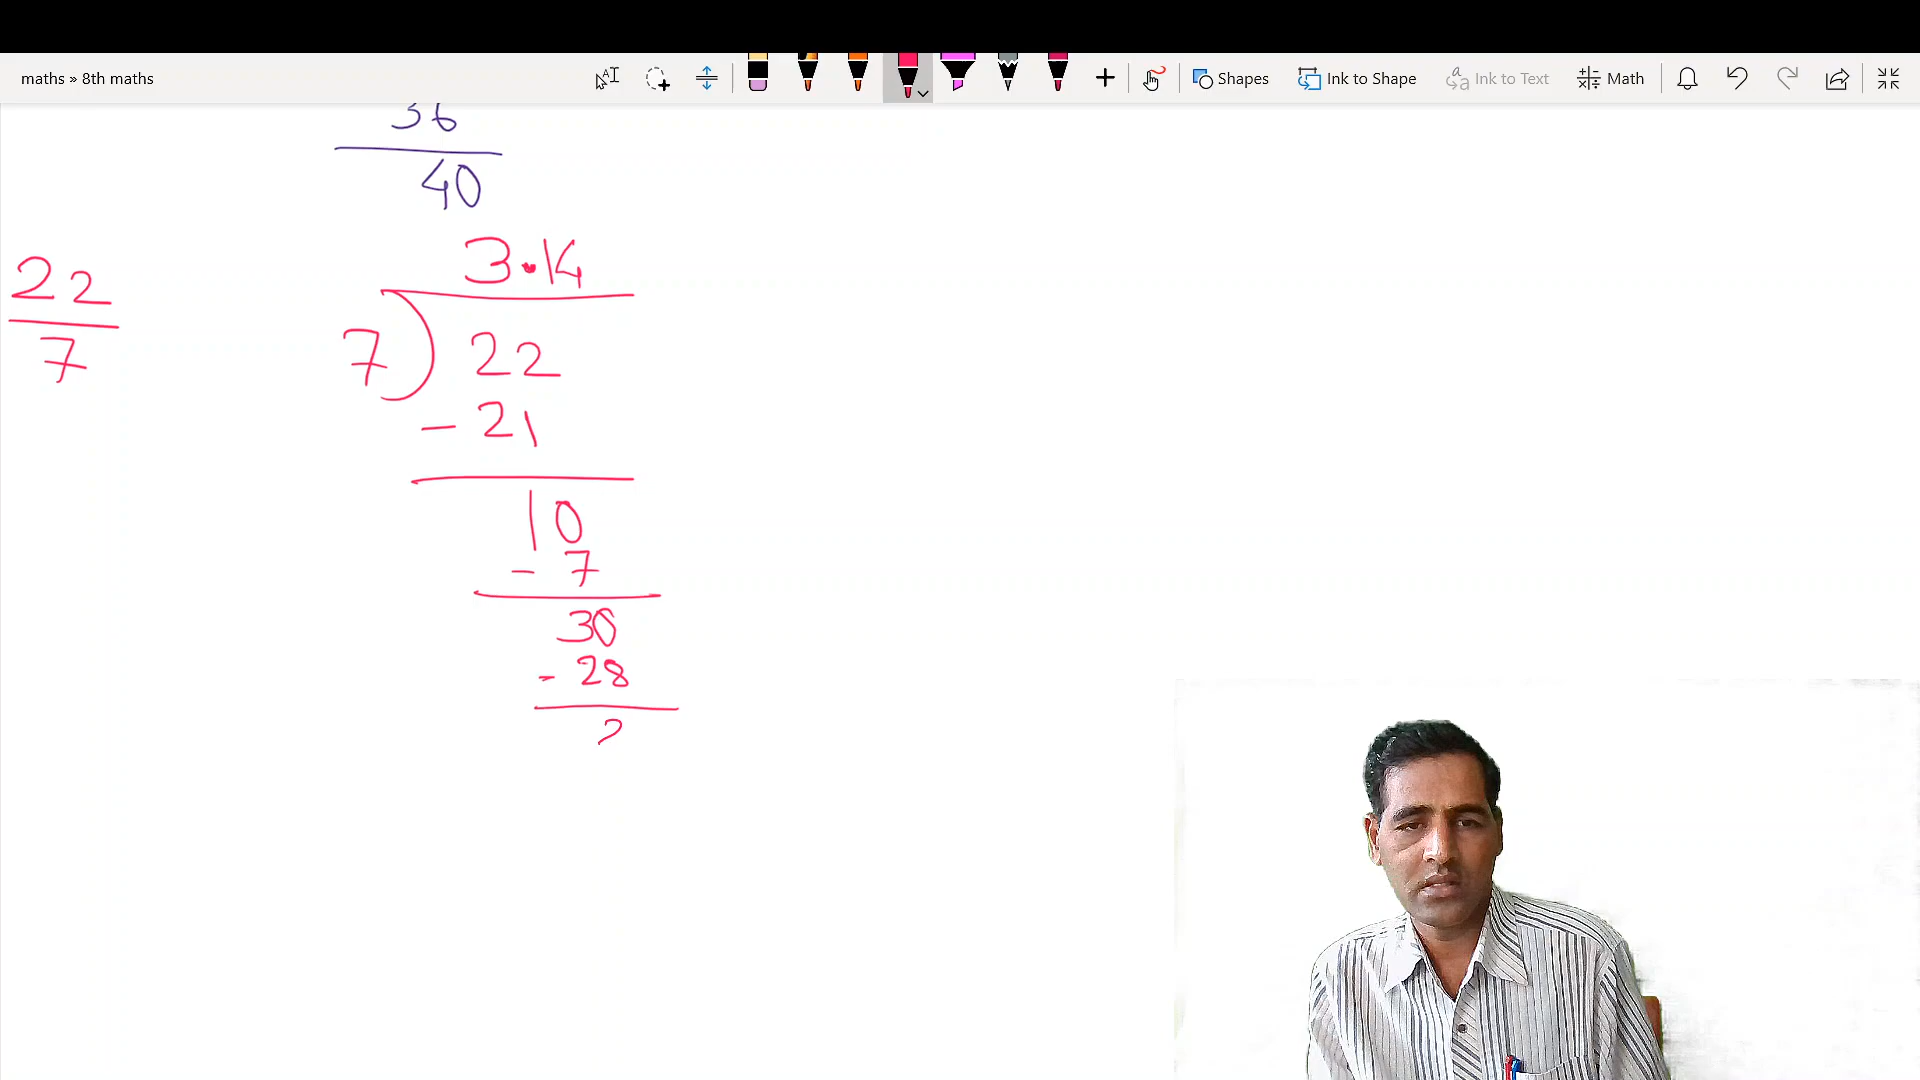 maths » 8th maths
Shapes
Ink to Shape
Ink to Text
Math
36
40
22
7
3.14
7) 22
- 21
10
- 7
30
- 28
2